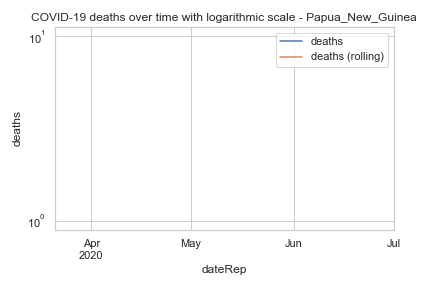 COVID-19 deaths over time with logarithmic scale - Papua_New_Guinea
deaths
deaths (rolling)
10¹
deaths
10⁰
Apr
2020
May
Jun
Jul
dateRep